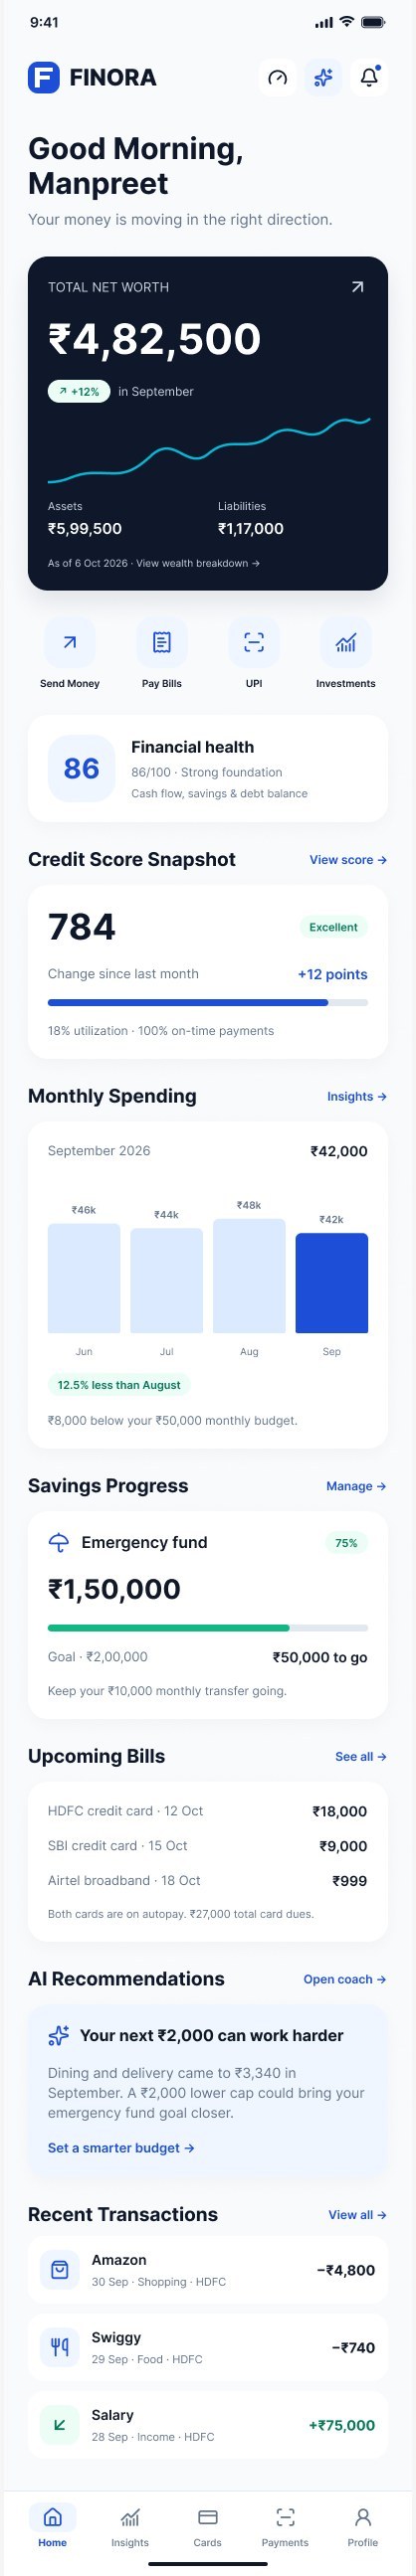 9:41
FINORA
Good Morning,
Manpreet
Your money is moving in the right direction.
TOTAL NET WORTH
₹4,82,500
+12% in September
Assets Liabilities
₹5,99,500 ₹1,17,000
As of 6 Oct 2026 · View wealth breakdown →
Send Money Pay Bills UPI Investments
86
Financial health
86/100 · Strong foundation
Cash flow, savings & debt balance
Credit Score Snapshot View score →
784 Excellent
Change since last month +12 points
18% utilization · 100% on-time payments
Monthly Spending Insights →
September 2026 ₹42,000
₹46k ₹44k ₹48k ₹42k
Jun Jul Aug Sep
12.5% less than August
₹8,000 below your ₹50,000 monthly budget.
Savings Progress Manage →
Emergency fund 75%
₹1,50,000
Goal · ₹2,00,000 ₹50,000 to go
Keep your ₹10,000 monthly transfer going.
Upcoming Bills See all →
HDFC credit card · 12 Oct ₹18,000
SBI credit card · 15 Oct ₹9,000
Airtel broadband · 18 Oct ₹999
Both cards are on autopay. ₹27,000 total card dues.
AI Recommendations Open coach →
Your next ₹2,000 can work harder
Dining and delivery came to ₹3,340 in
September. A ₹2,000 lower cap could bring your
emergency fund goal closer.
Set a smarter budget →
Recent Transactions View all →
Amazon
30 Sep · Shopping · HDFC −₹4,800
Swiggy
29 Sep · Food · HDFC −₹740
Salary
28 Sep · Income · HDFC +₹75,000
Home Insights Cards Payments Profile